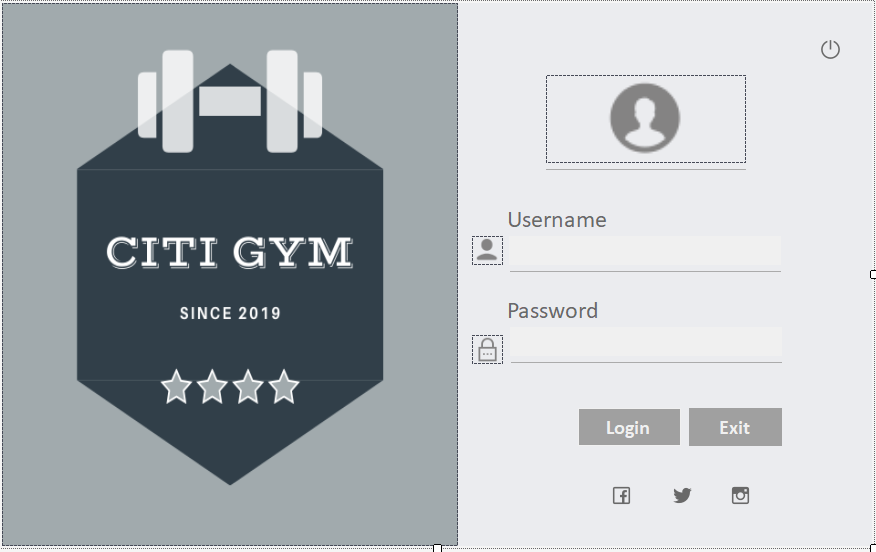 CITI GYM
SINCE 2019
Username
Password
Login
Exit